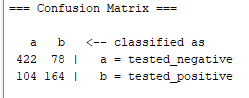 === Confusion Matrix ===
a b <-- classified as
422 78 | a = tested_negative
104 164 | b = tested_positive